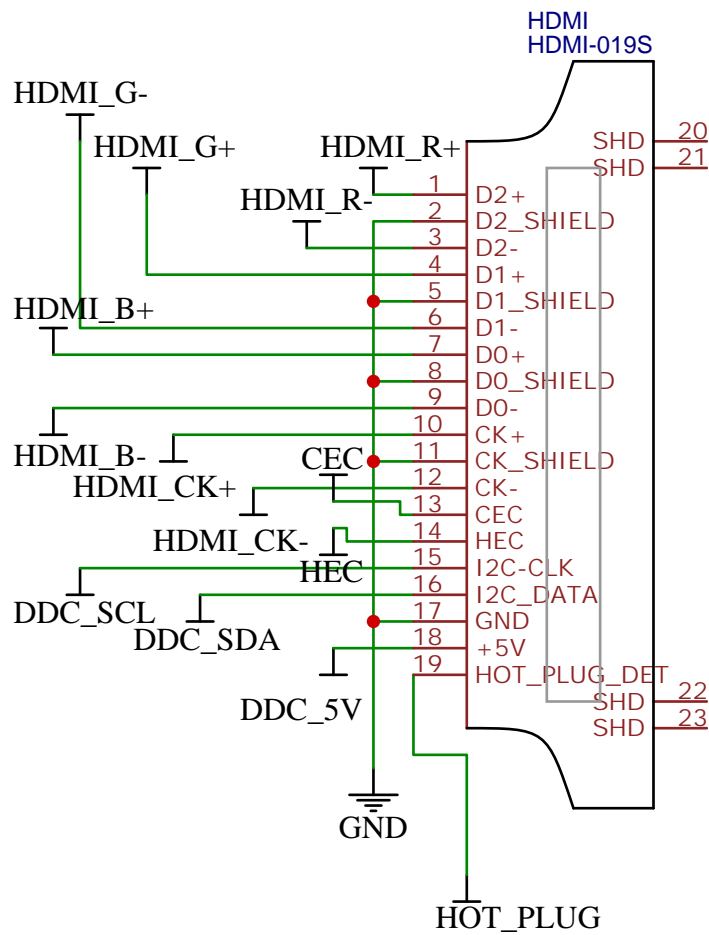 HDMI
HDMI-019S
HDMI_G-
HDMI_G+
HDMI_R+
HDMI_R-
HDMI_B+
HDMI_B-
HDMI_CK+
CEC
HDMI_CK-
HEC
DDC_SCL
DDC_SDA
DDC_5V
GND
HOT_PLUG
1 D2+
2 D2_SHIELD
3 D2-
4 D1+
5 D1_SHIELD
6 D1-
7 D0+
8 D0_SHIELD
9 D0-
10 CK+
11 CK_SHIELD
12 CK-
13 CEC
14 HEC
15 I2C-CLK
16 I2C_DATA
17 GND
18 +5V
19 HOT_PLUG_DET
SHD 20
SHD 21
SHD 22
SHD 23